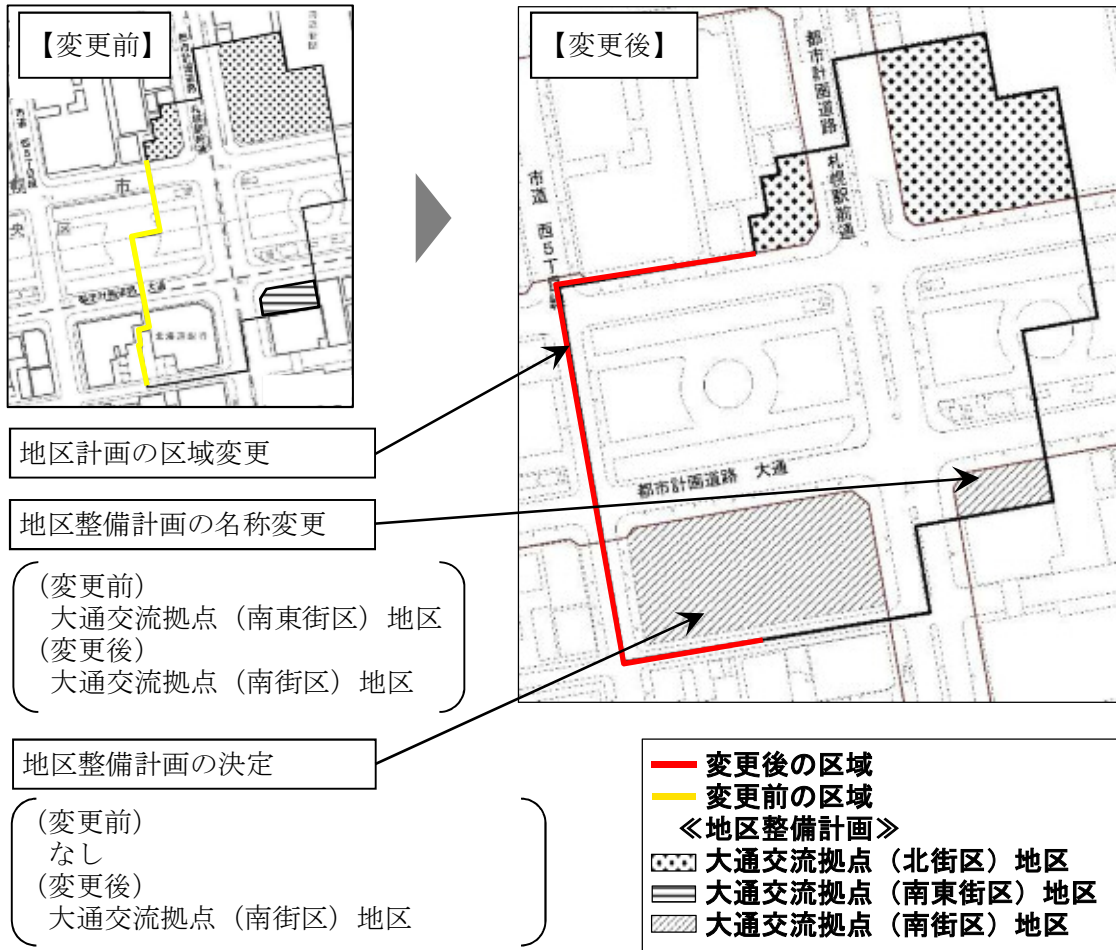 【変更前】
【変更後】
都市計画道路
札幌駅前通
市道 西5丁目線
都市計画道路 大通
地区計画の区域変更
地区整備計画の名称変更
(変更前)
大通交流拠点(南東街区)地区
(変更後)
大通交流拠点(南街区)地区
地区整備計画の決定
(変更前)
なし
(変更後)
大通交流拠点(南街区)地区
変更後の区域
変更前の区域
≪地区整備計画≫
大通交流拠点(北街区)地区
大通交流拠点(南東街区)地区
大通交流拠点(南街区)地区